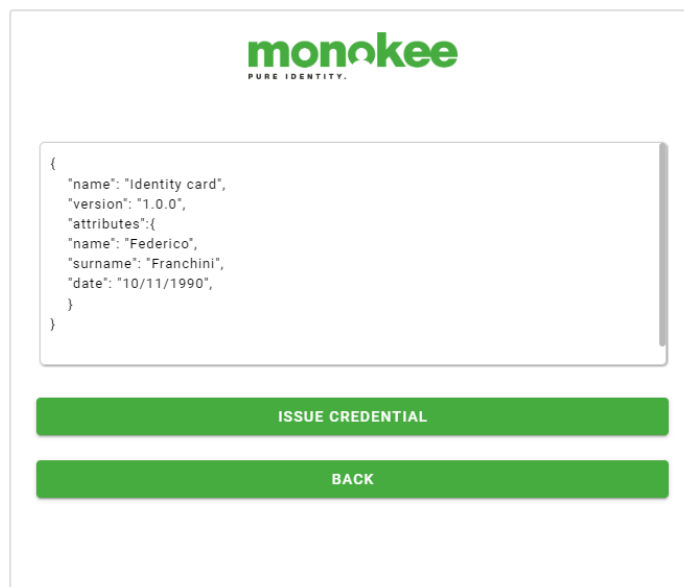 monokee
PURE IDENTITY.
{
"name": "Identity card",
"version": "1.0.0",
"attributes":{
"name": "Federico",
"surname": "Franchini",
"date": "10/11/1990",
}
}
ISSUE CREDENTIAL
BACK